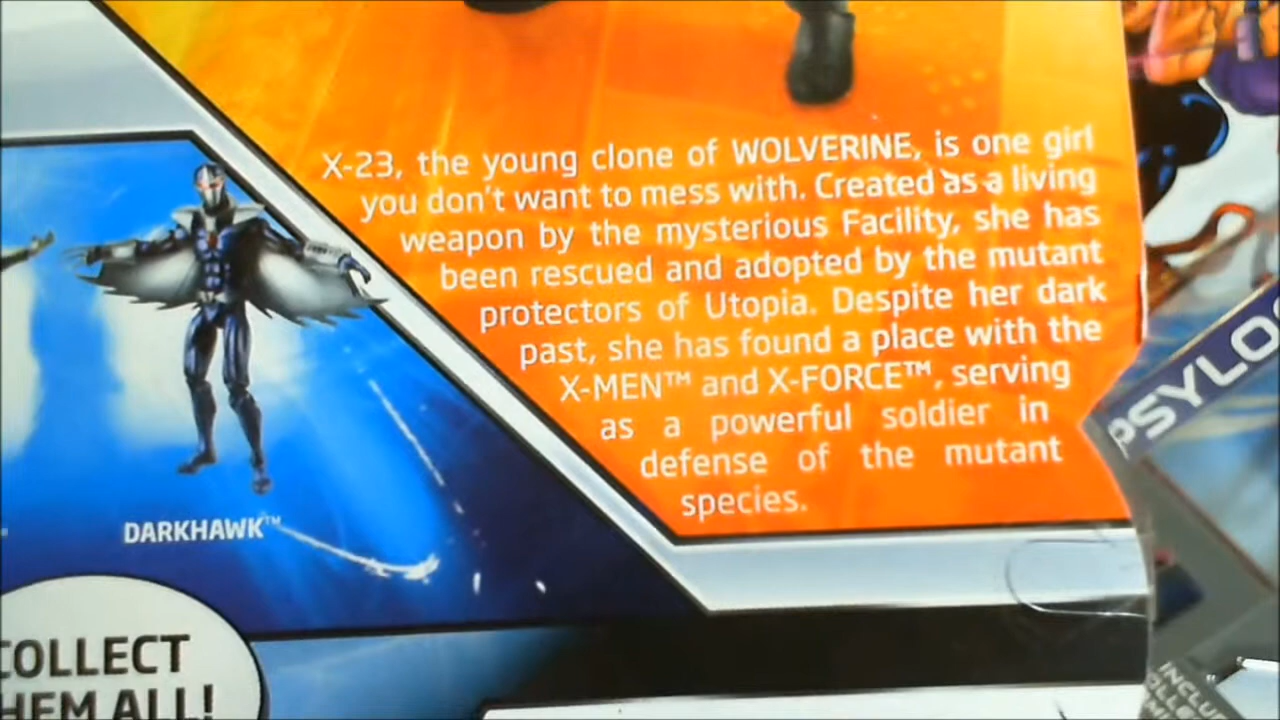 X-23, the young clone of WOLVERINE, is one girl
you don't want to mess with. Created as a living
weapon by the mysterious Facility, she has
been rescued and adopted by the mutant
protectors of Utopia. Despite her dark
past, she has found a place with the
X-MEN™ and X-FORCE™, serving
as a powerful soldier in
defense of the mutant
species.
DARKHAWK™
COLLECT
HEM ALL!
PSYLO
INCLU